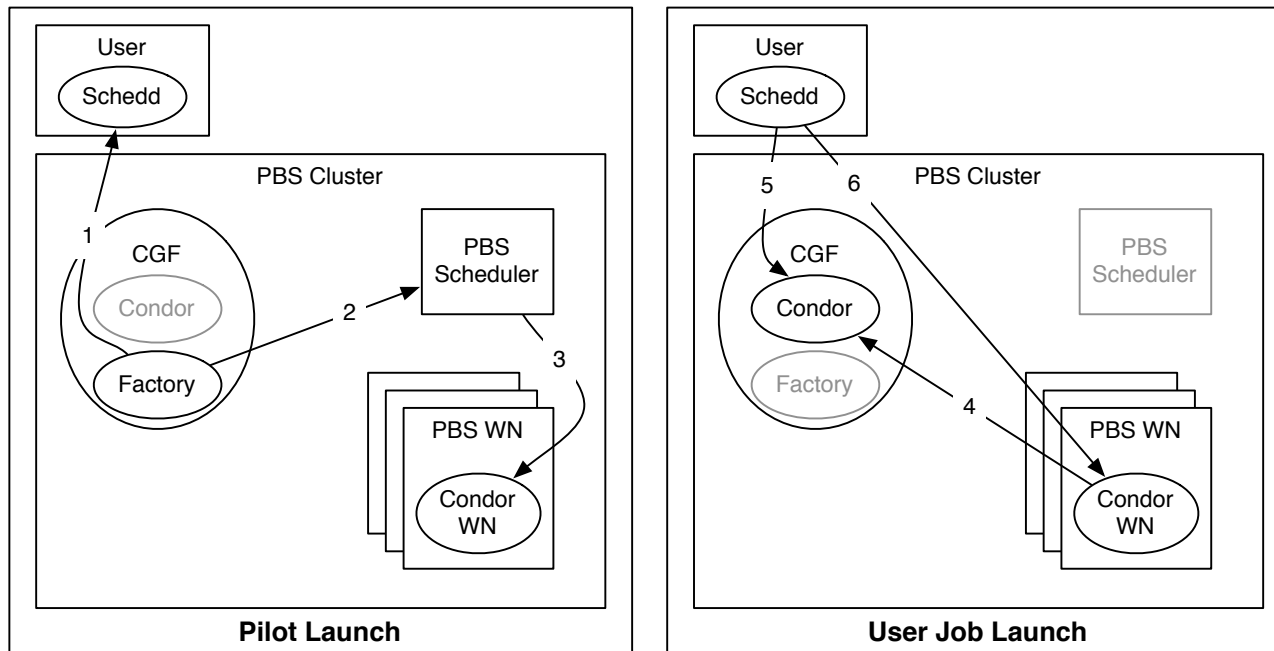 User
Schedd
PBS Cluster
1
CGF
Condor
Factory
2
PBS
Scheduler
3
PBS WN
Condor
WN
Pilot Launch
User
Schedd
5
6
PBS Cluster
CGF
Condor
Factory
PBS
Scheduler
4
PBS WN
Condor
WN
User Job Launch